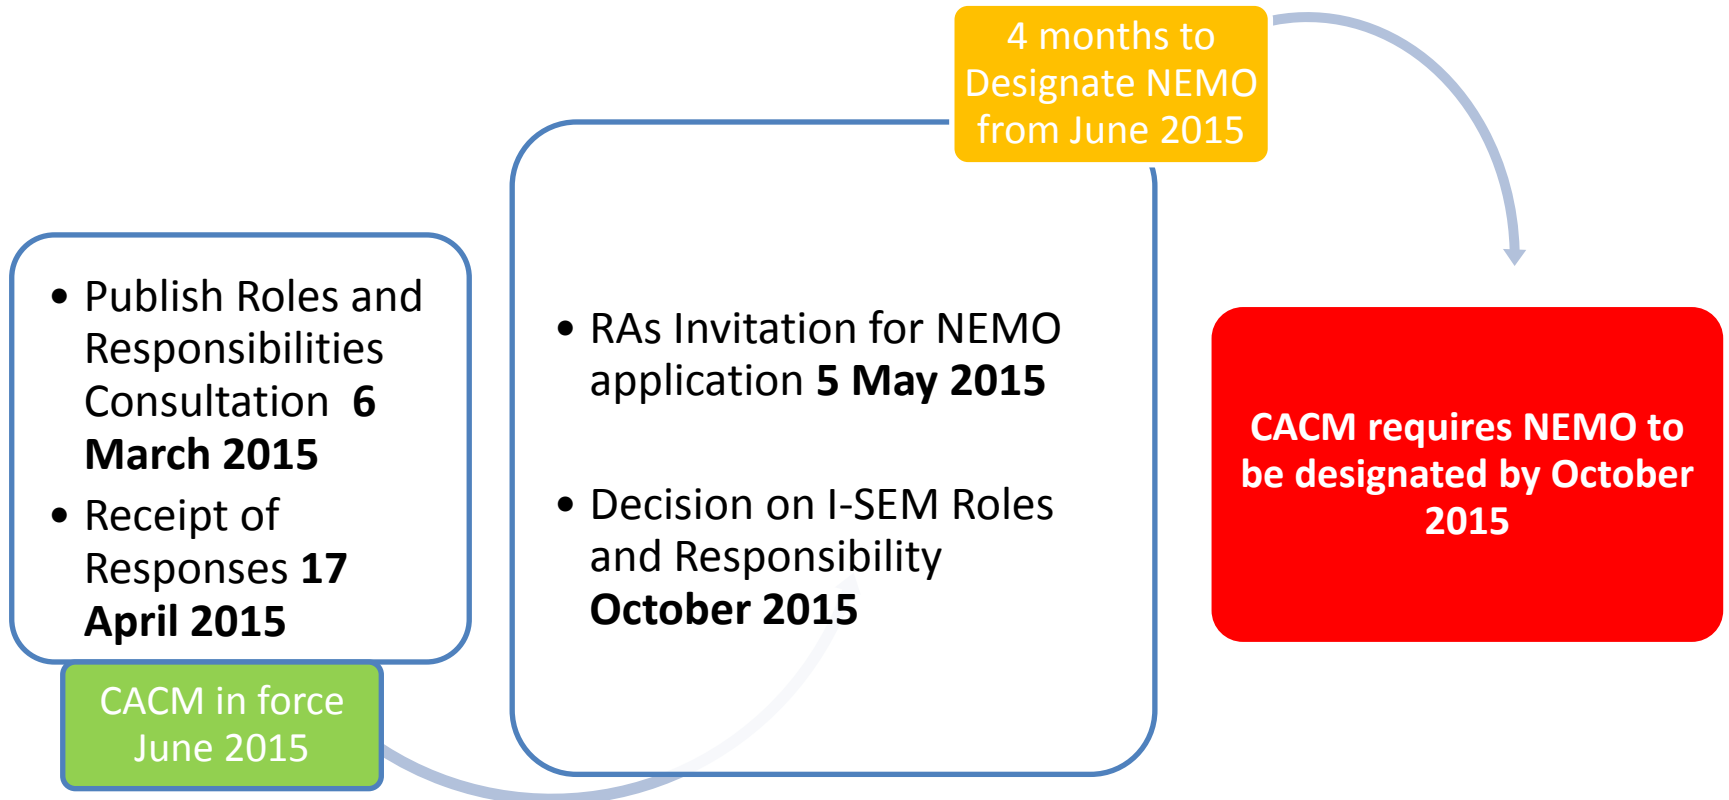 • Publish Roles and
Responsibilities
Consultation 6
March 2015
• Receipt of
Responses 17
April 2015
CACM in force
June 2015
• RAs Invitation for NEMO
application 5 May 2015
• Decision on I-SEM Roles
and Responsibility
October 2015
4 months to
Designate NEMO
from June 2015
CACM requires NEMO to
be designated by October
2015